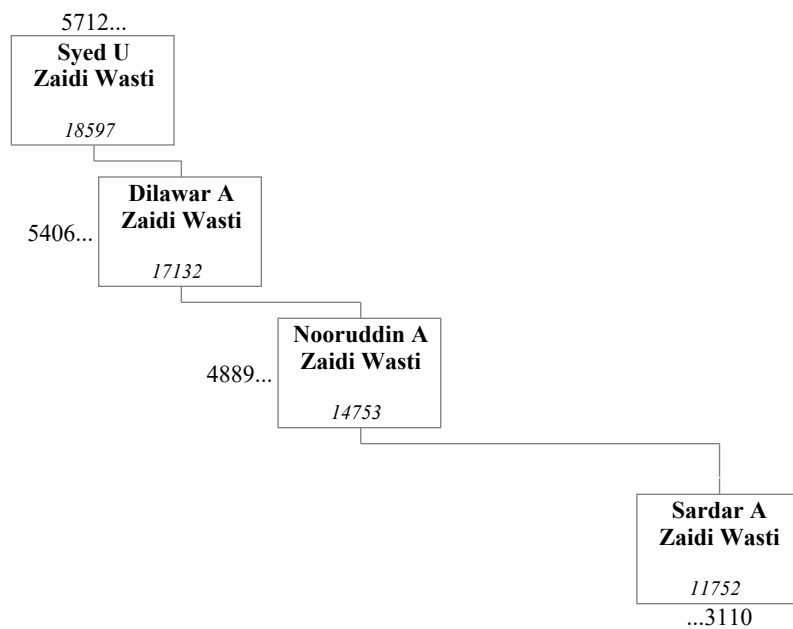 5712...
Syed U
Zaidi Wasti
18597
Dilawar A
Zaidi Wasti
5406...
17132
Nooruddin A
Zaidi Wasti
4889...
14753
Sardar A
Zaidi Wasti
11752
...3110